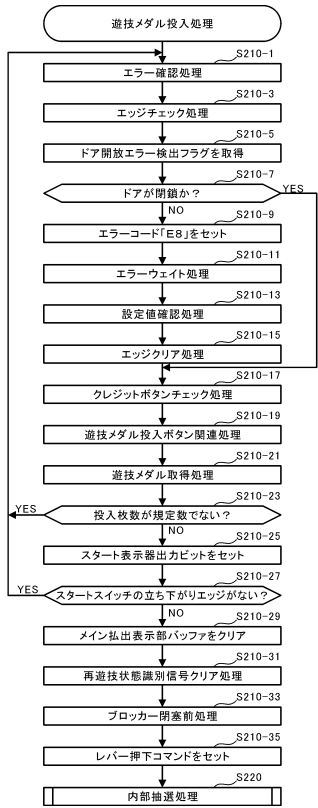 遊技メダル投入処理
S210-1
エラー確認処理
S210-3
エッジチェック処理
S210-5
ドア開放エラー検出フラグを取得
S210-7
ドアが閉鎖か?
YES
NO
S210-9
エラーコード「E8」をセット
S210-11
エラーウェイト処理
S210-13
設定値確認処理
S210-15
エッジクリア処理
S210-17
クレジットボタンチェック処理
S210-19
遊技メダル投入ボタン関連処理
S210-21
遊技メダル取得処理
S210-23
YES
投入枚数が規定数でない?
NO
S210-25
スタート表示器出力ビットをセット
S210-27
YES
スタートスイッチの立ち下がりエッジがない?
NO
S210-29
メイン払出表示部バッファをクリア
S210-31
再遊技状態識別信号クリア処理
S210-33
ブロッカー閉塞前処理
S210-35
レバー押下コマンドをセット
S220
内部抽選処理